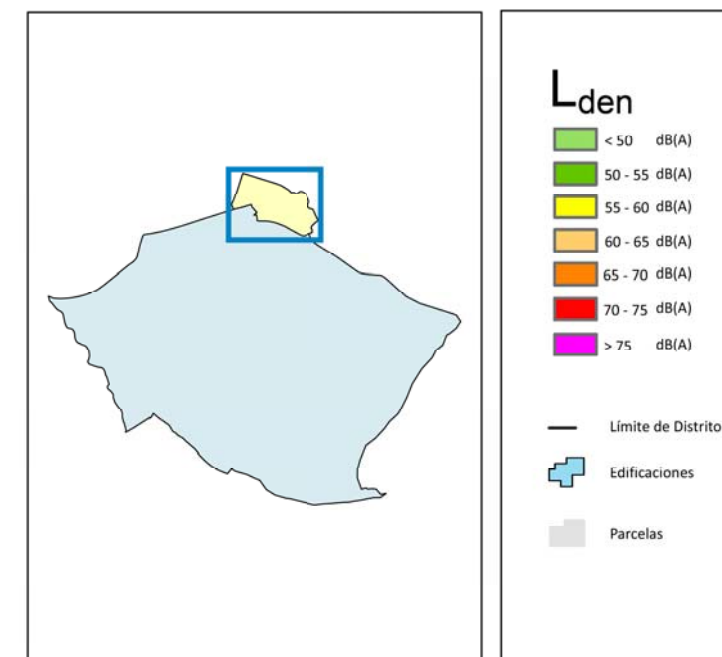 Lden
< 50 dB(A)
50 - 55 dB(A)
55 - 60 dB(A)
60 - 65 dB(A)
65 - 70 dB(A)
70 - 75 dB(A)
> 75 dB(A)
Límite de Distrito
Edificaciones
Parcelas